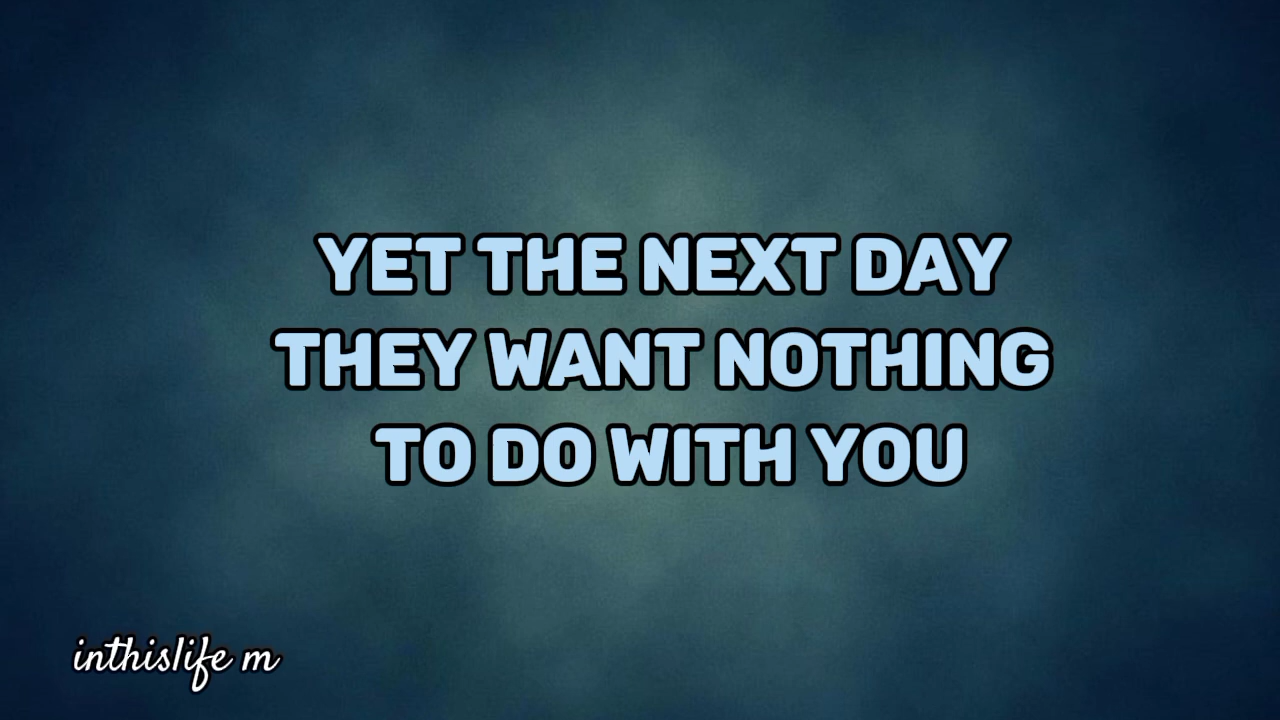 YET THE NEXT DAY
THEY WANT NOTHING
TO DO WITH YOU
inthislife m